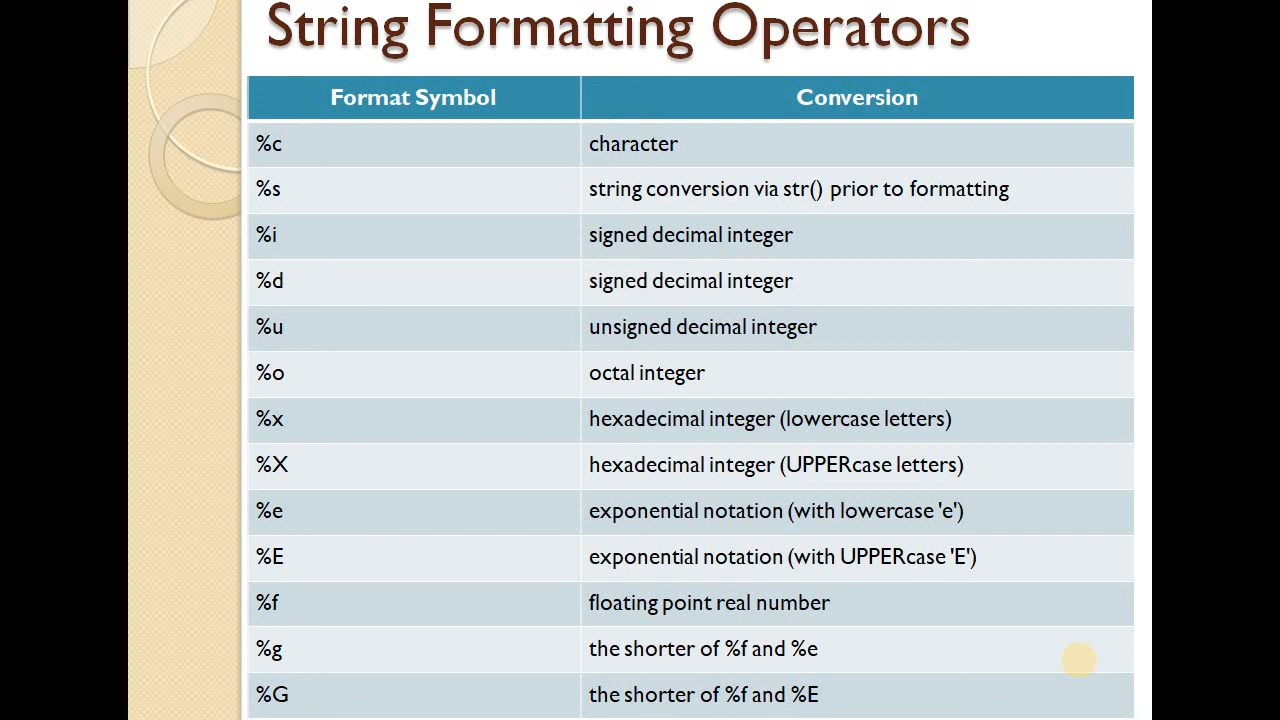 String Formatting Operators
Format Symbol Conversion
%c character
%s string conversion via str() prior to formatting
%i signed decimal integer
%d signed decimal integer
%u unsigned decimal integer
%o octal integer
%x hexadecimal integer (lowercase letters)
%X hexadecimal integer (UPPERcase letters)
%e exponential notation (with lowercase 'e')
%E exponential notation (with UPPERcase 'E')
%f floating point real number
%g the shorter of %f and %e
%G the shorter of %f and %E